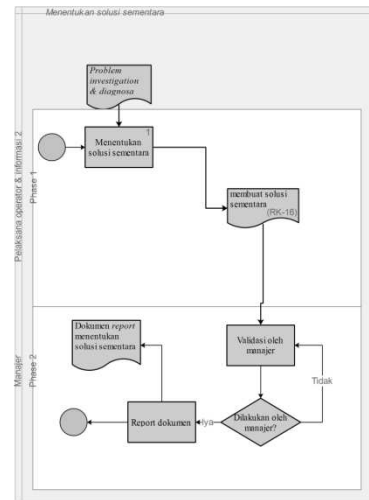 Menentukan solusi sementara
Problem
investigation
& diagnosa
Pelaksana operator & informasi 2
Phase 1
1
Menentukan
solusi sementara
membuat solusi
sementara
(RK-16)
Manajer
Phase 2
Dokumen report
menentukan
solusi sementara
Validasi oleh
manajer
Tidak
Report dokumen
Iya
Dilakukan oleh
manajer?